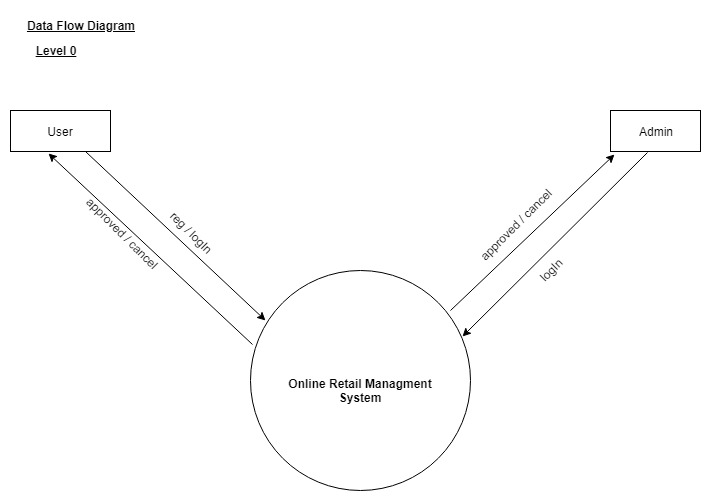 Data Flow Diagram
Level 0
User
Admin
approved / cancel
reg / logIn
approved / cancel
logIn
Online Retail Managment
System